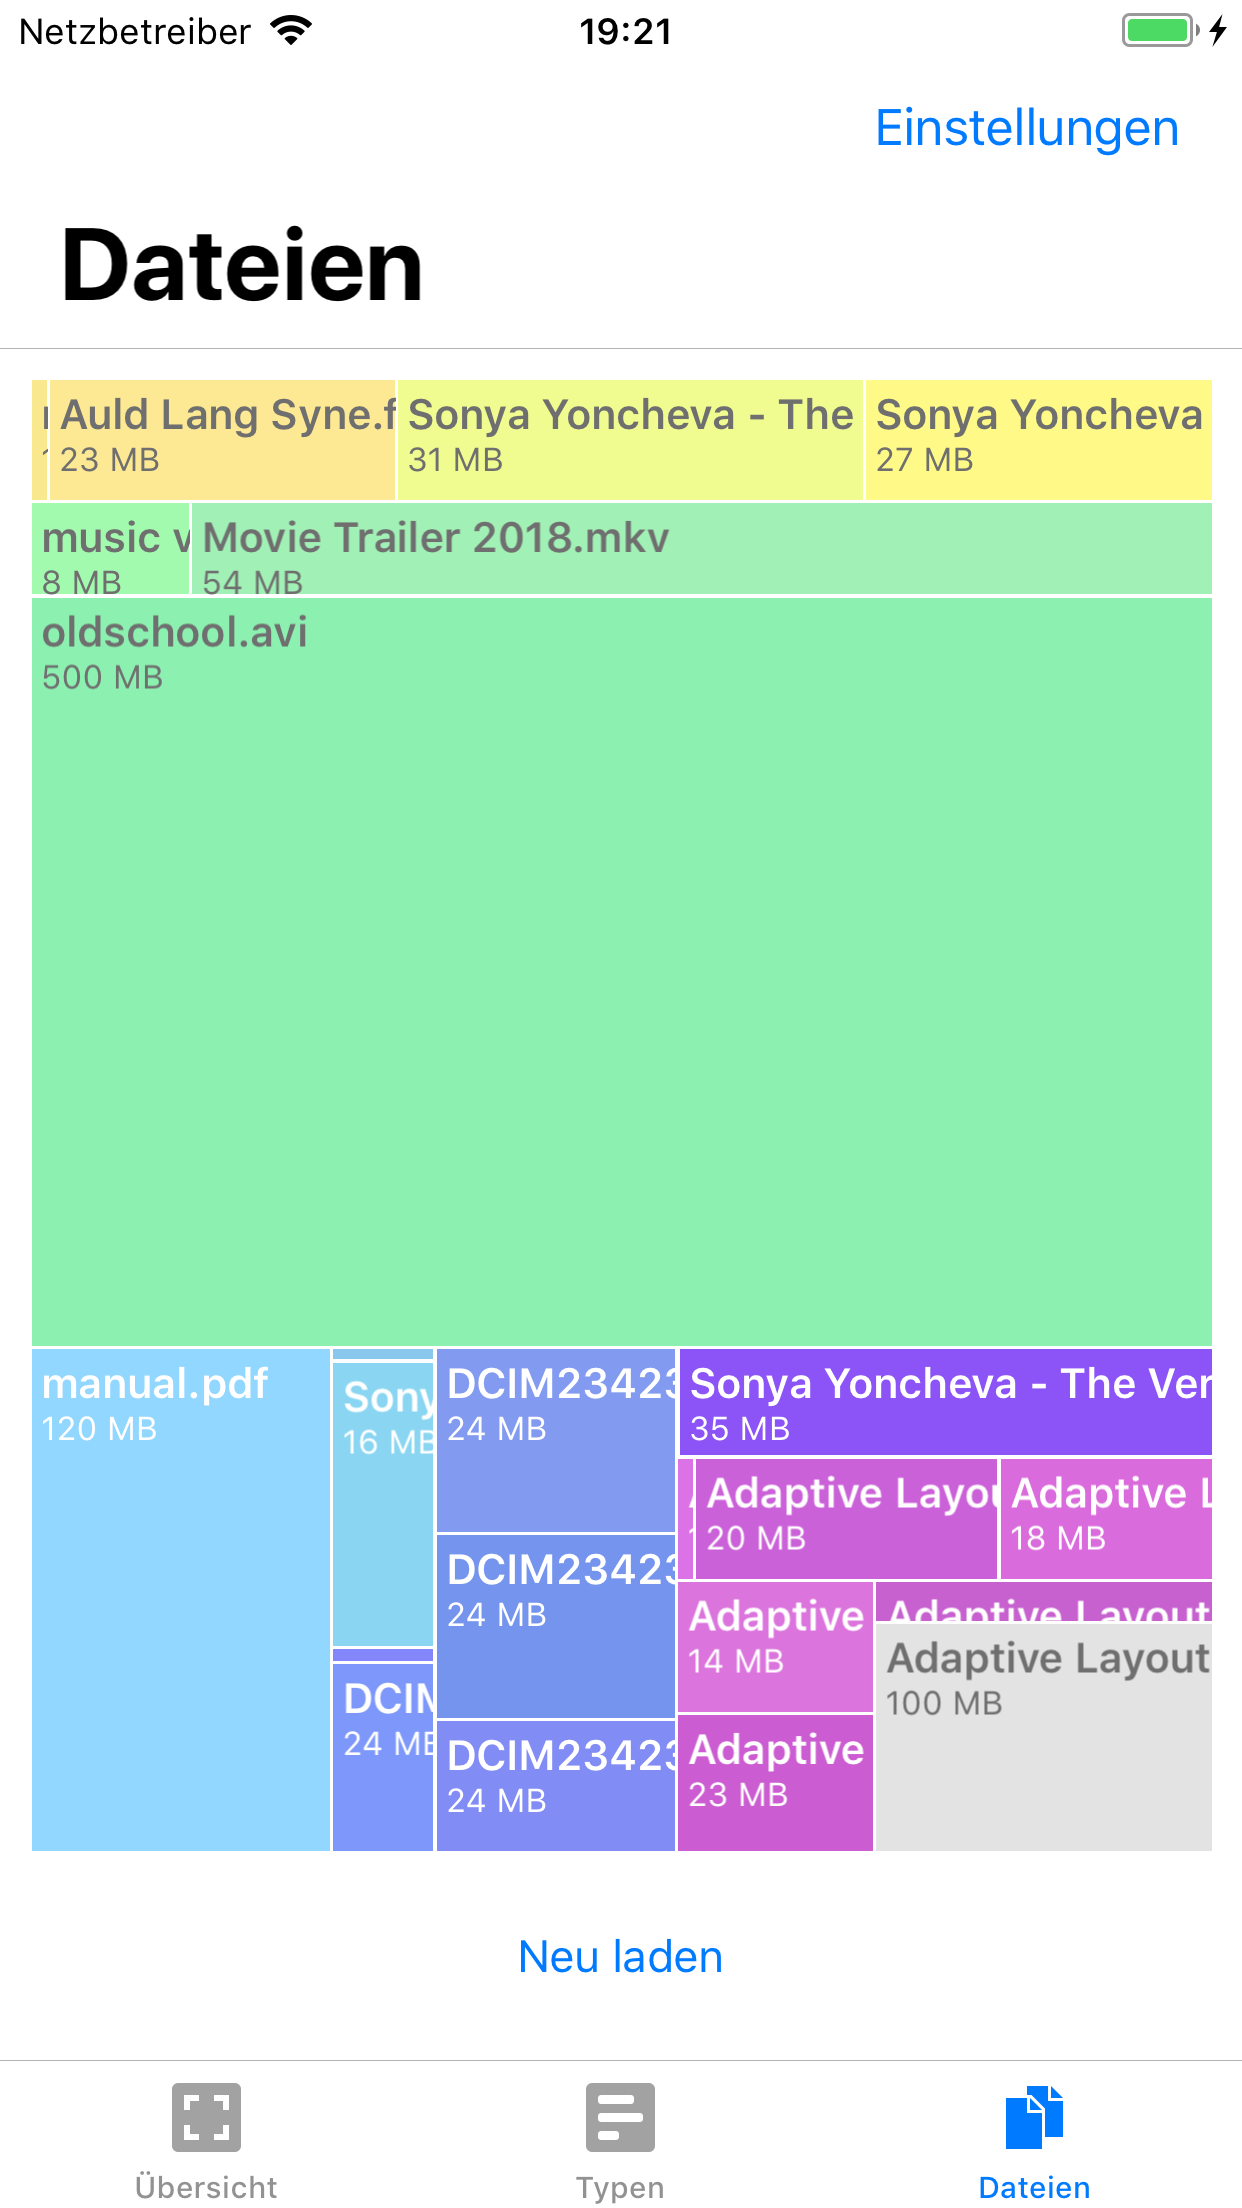 Netzbetreiber 19:21
Einstellungen
Dateien
Auld Lang Syne.f
23 MB
Sonya Yoncheva - The
31 MB
Sonya Yoncheva
27 MB
music v
8 MB
Movie Trailer 2018.mkv
54 MB
oldschool.avi
500 MB
manual.pdf
120 MB
Sony
16 MB
DCIM
24 MB
DCIM23423
24 MB
DCIM23423
24 MB
DCIM23423
24 MB
Sonya Yoncheva - The Ver
35 MB
Adaptive Layou
20 MB
Adaptive L
18 MB
Adaptive
14 MB
Adaptive
23 MB
Adaptive Layout
Adaptive Layout
100 MB
Neu laden
Übersicht
Typen
Dateien